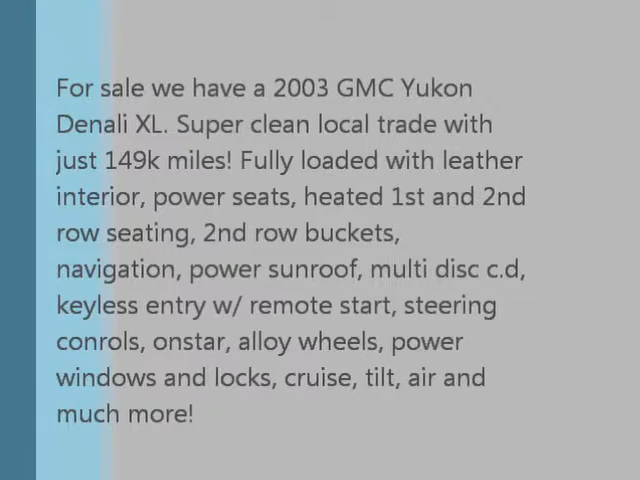 For sale we have a 2003 GMC Yukon
Denali XL. Super clean local trade with
just 149k miles! Fully loaded with leather
interior, power seats, heated 1st and 2nd
row seating, 2nd row buckets,
navigation, power sunroof, multi disc c.d,
keyless entry w/ remote start, steering
conrols, onstar, alloy wheels, power
windows and locks, cruise, tilt, air and
much more!